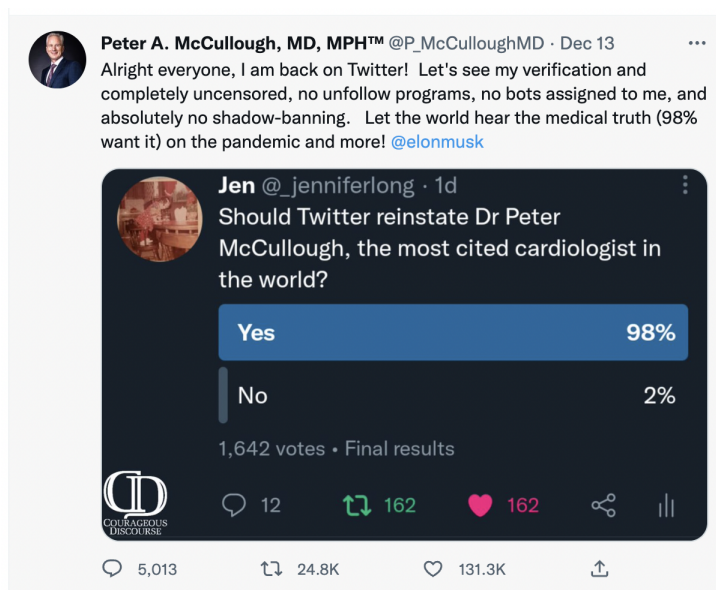 Peter A. McCullough, MD, MPH™ @P_McCulloughMD · Dec 13
Alright everyone, I am back on Twitter! Let's see my verification and
completely uncensored, no unfollow programs, no bots assigned to me, and
absolutely no shadow-banning. Let the world hear the medical truth (98%
want it) on the pandemic and more! @elonmusk
Jen @_jenniferlong · 1d
Should Twitter reinstate Dr Peter
McCullough, the most cited cardiologist in
the world?
Yes 98%
No 2%
1,642 votes • Final results
12 162 162
CD
COURAGEOUS
DISCOURSE
5,013 24.8K 131.3K